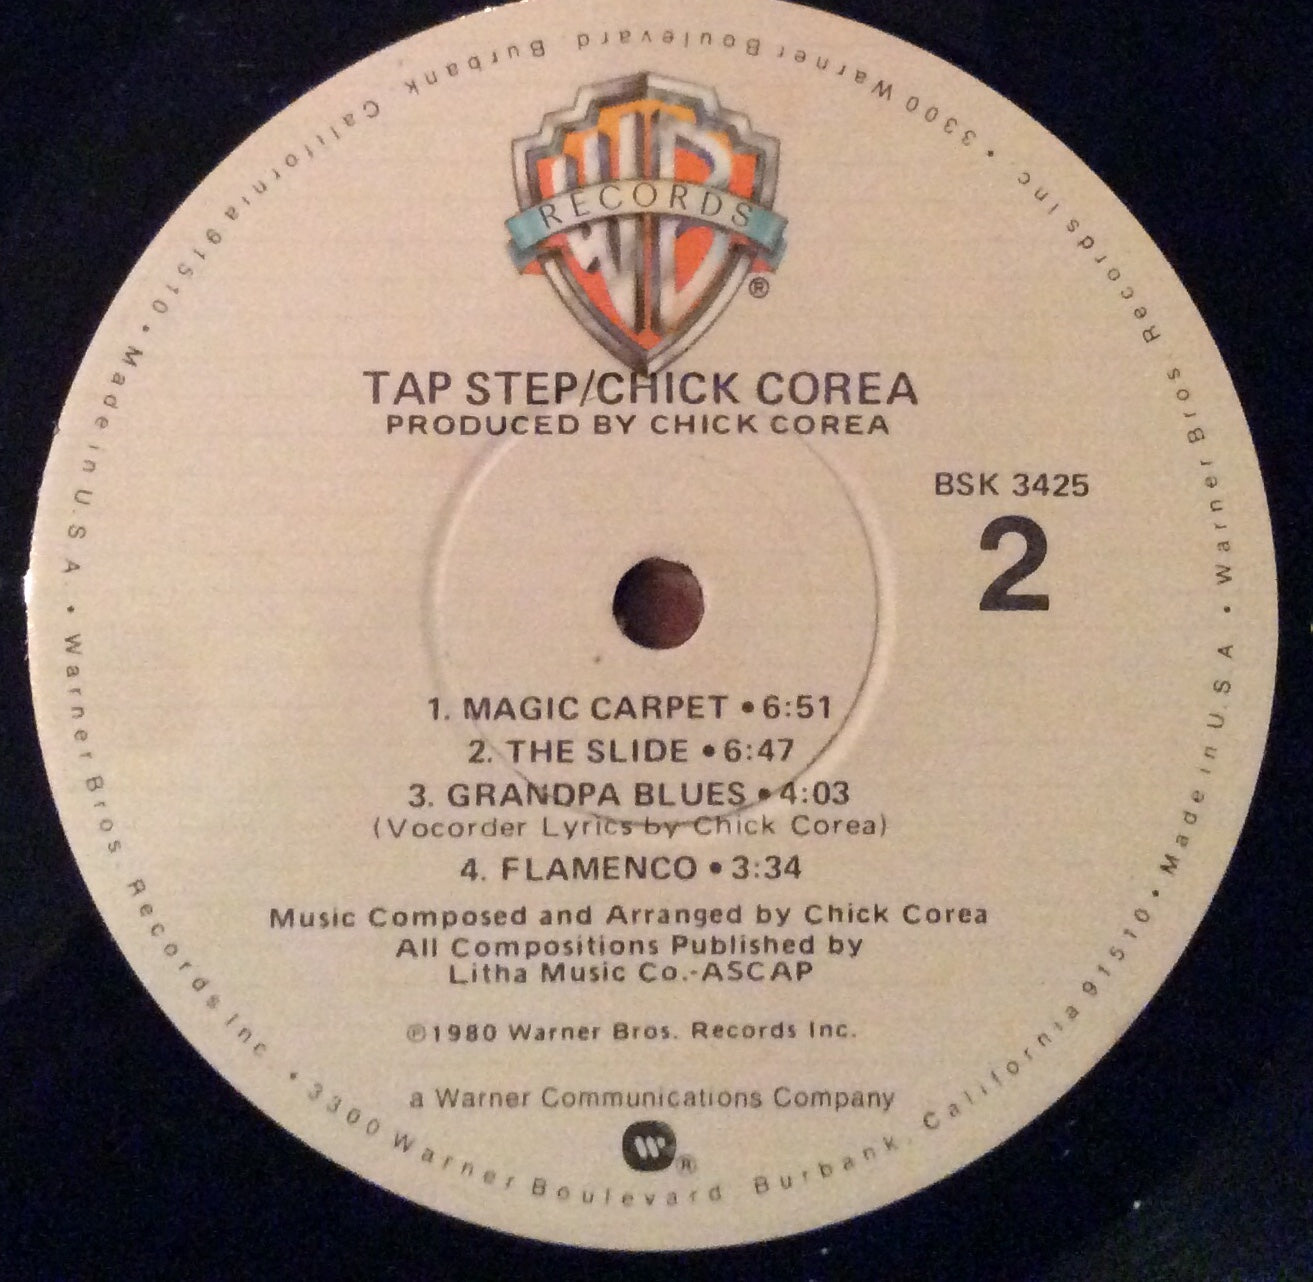 WB
RECORDS
®
TAP STEP/CHICK COREA
PRODUCED BY CHICK COREA
BSK 3425
2
1. MAGIC CARPET • 6:51
2. THE SLIDE • 6:47
3. GRANDPA BLUES • 4:03
(Vocorder Lyrics by Chick Corea)
4. FLAMENCO • 3:34
Music Composed and Arranged by Chick Corea
All Compositions Published by
Litha Music Co.-ASCAP
℗1980 Warner Bros. Records Inc.
a Warner Communications Company
W®
Warner Bros. Records Inc. • 3300 Warner Boulevard Burbank, California 91510 • Made in U.S.A. • Warner Bros. Records Inc. • 3300 Warner Boulevard Burbank, California 91510 • Made in U.S.A •